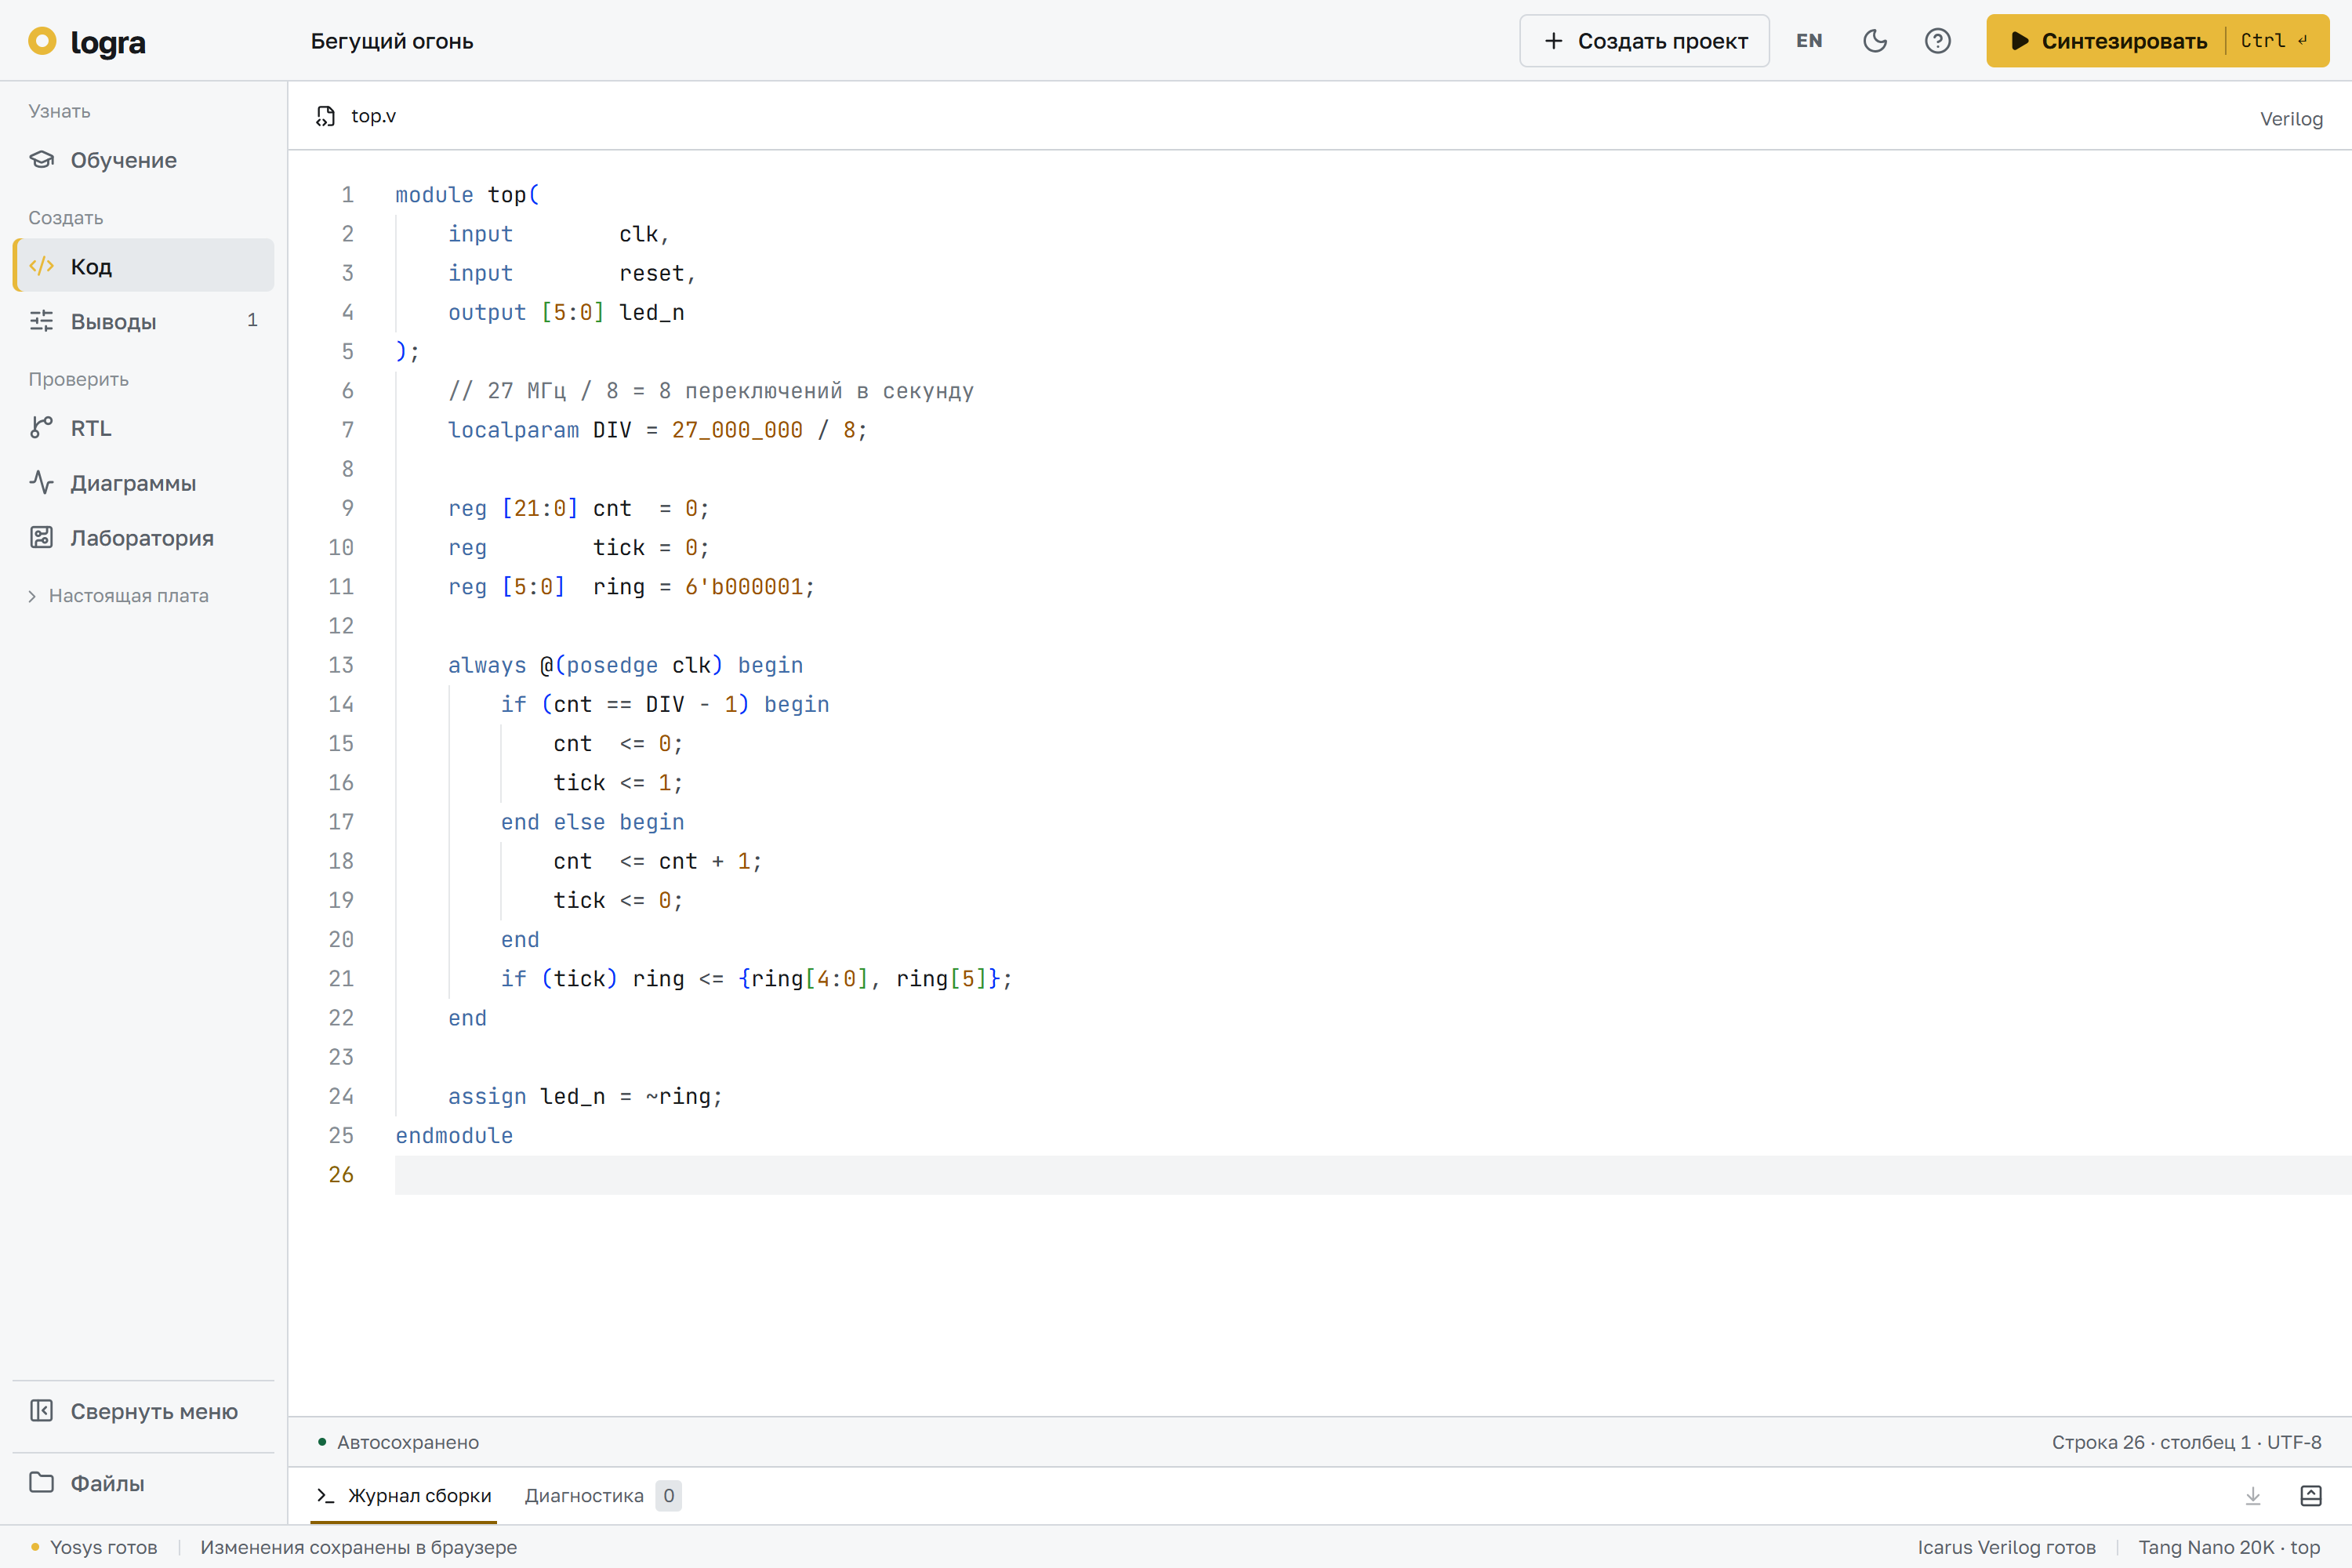 logra
Бегущий огонь
Создать проект
EN
Синтезировать
Ctrl ↵
Узнать
Обучение
Создать
Код
Выводы 1
Проверить
RTL
Диаграммы
Лаборатория
Настоящая плата
Свернуть меню
Файлы
top.v
Verilog
1 module top(
2     input        clk,
3     input        reset,
4     output [5:0] led_n
5 );
6     // 27 МГц / 8 = 8 переключений в секунду
7     localparam DIV = 27_000_000 / 8;
8
9     reg [21:0] cnt  = 0;
10     reg        tick = 0;
11     reg [5:0]  ring = 6'b000001;
12
13     always @(posedge clk) begin
14         if (cnt == DIV - 1) begin
15             cnt  <= 0;
16             tick <= 1;
17         end else begin
18             cnt  <= cnt + 1;
19             tick <= 0;
20         end
21         if (tick) ring <= {ring[4:0], ring[5]};
22     end
23
24     assign led_n = ~ring;
25 endmodule
26
Автосохранено
Строка 26 · столбец 1 · UTF-8
Журнал сборки
Диагностика 0
Yosys готов
Изменения сохранены в браузере
Icarus Verilog готов
Tang Nano 20K · top